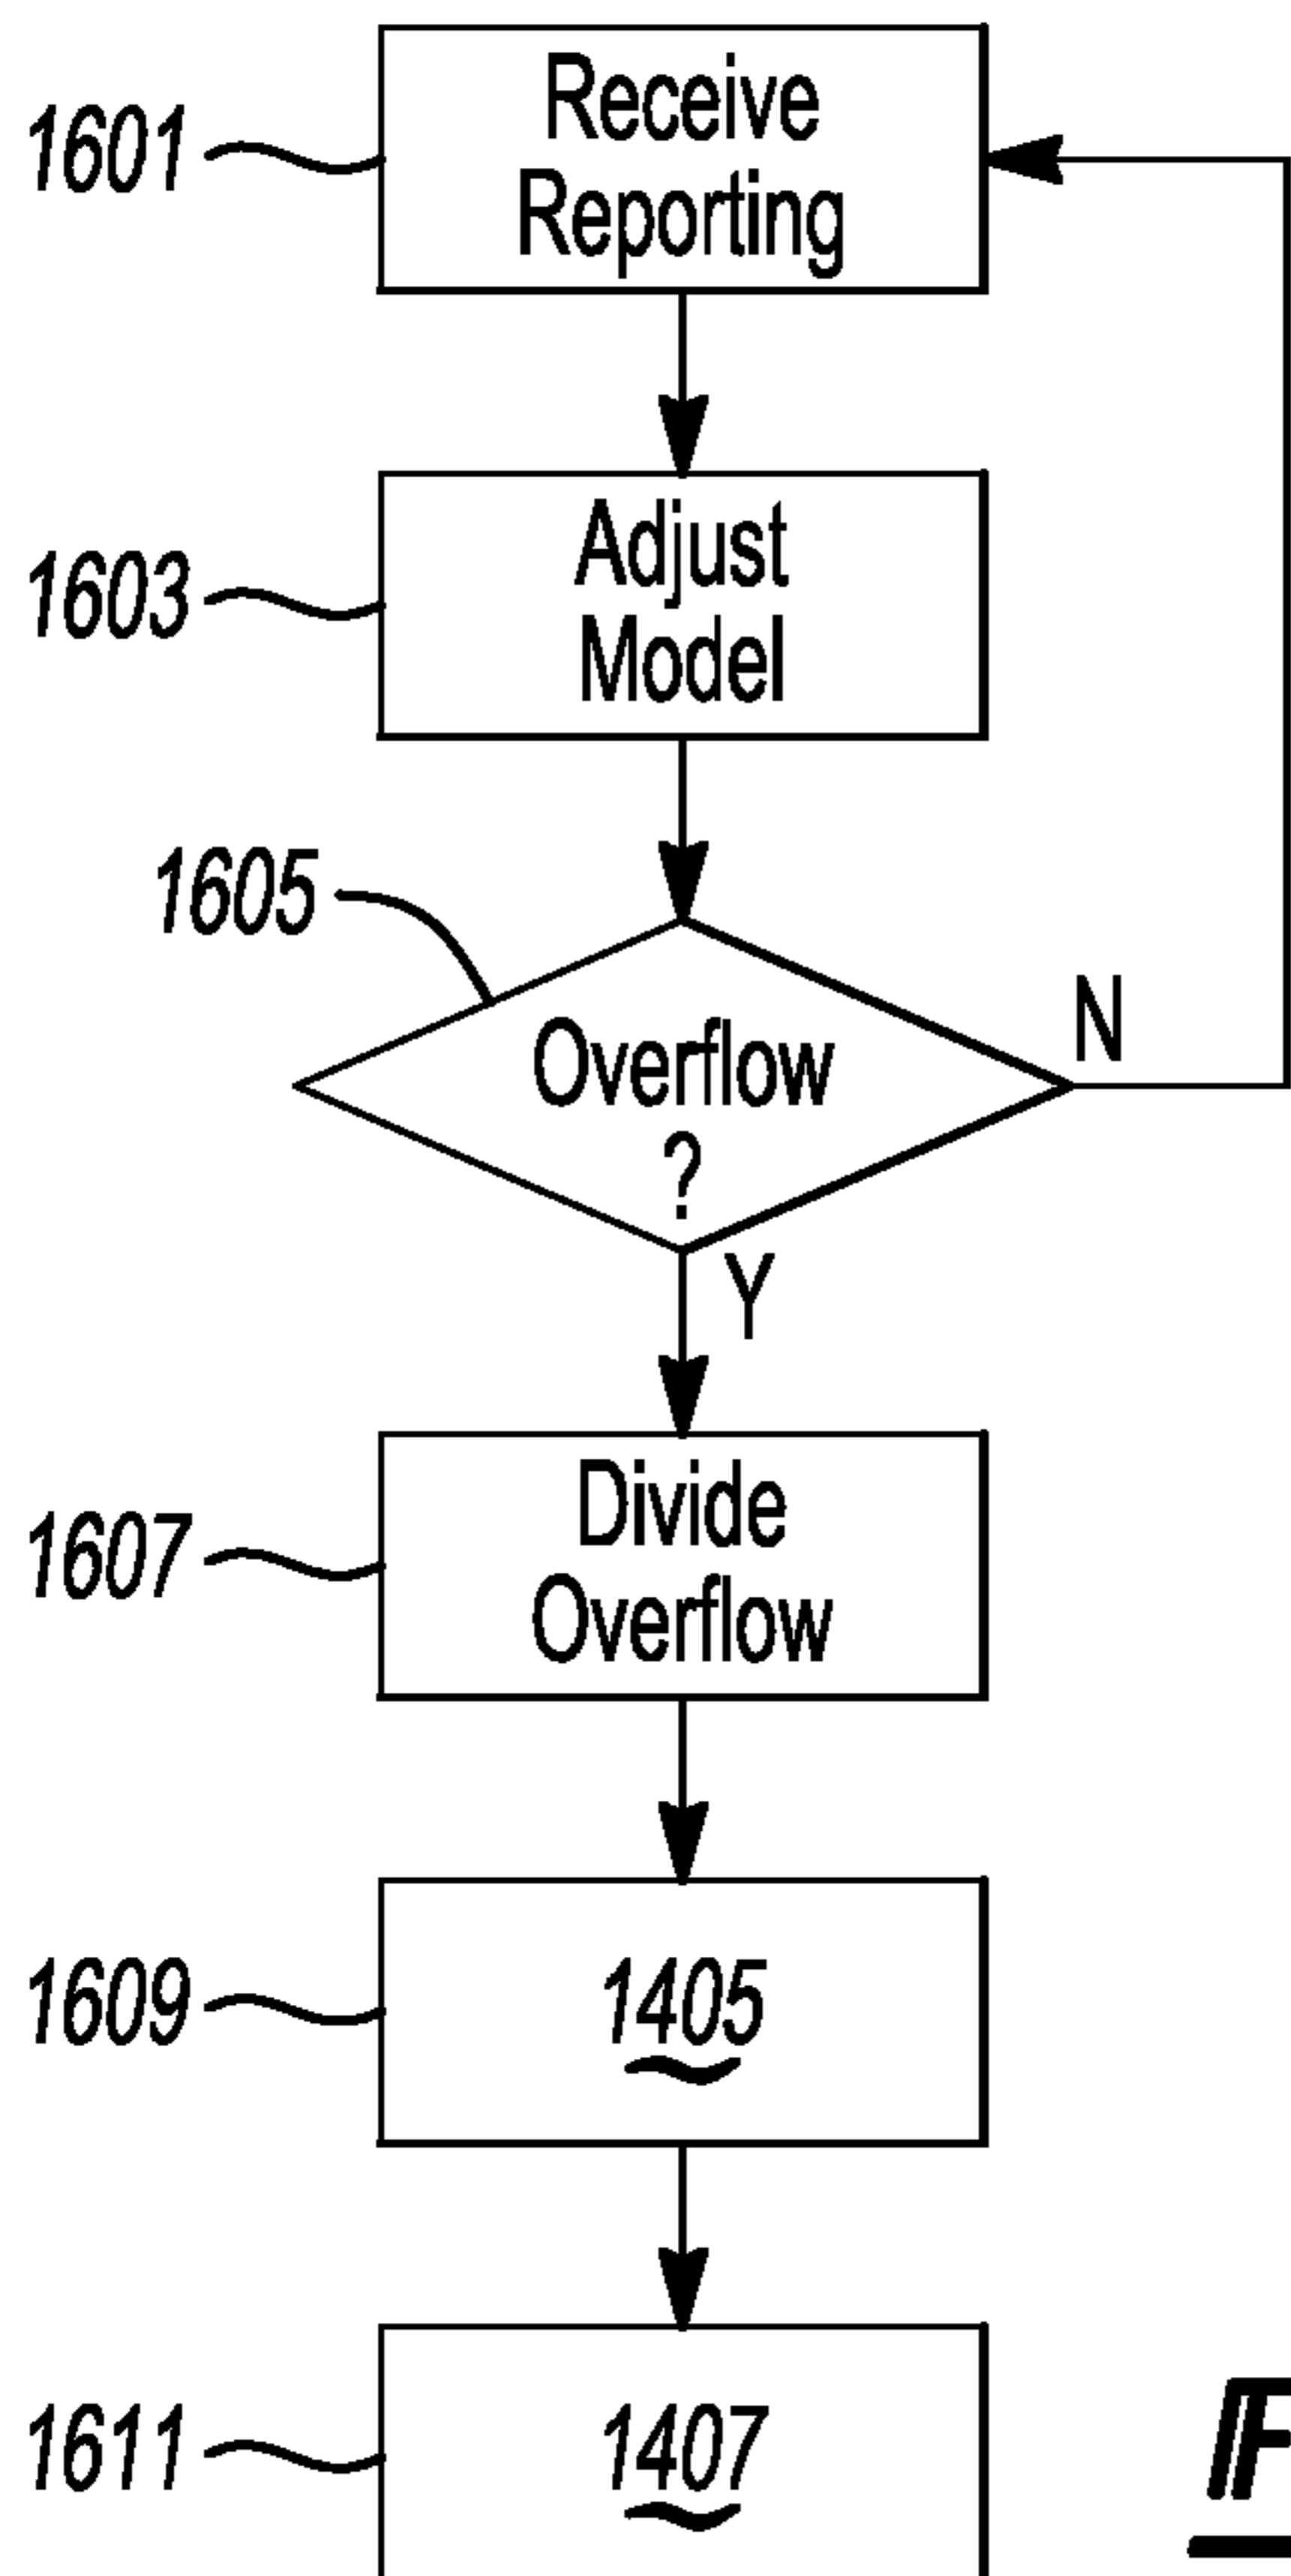 1601
Receive
Reporting
1603
Adjust
Model
1605
Overflow
?
N
Y
1607
Divide
Overflow
1609
1405
1611
1407
F